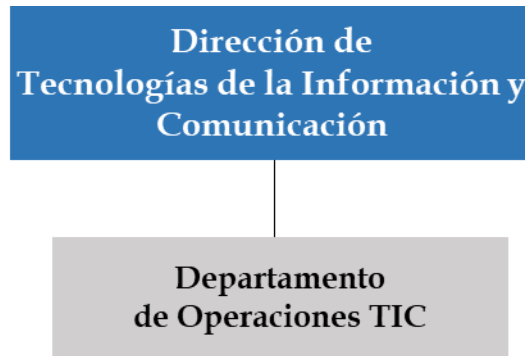 Dirección de
Tecnologías de la Información y
Comunicación
Departamento
de Operaciones TIC